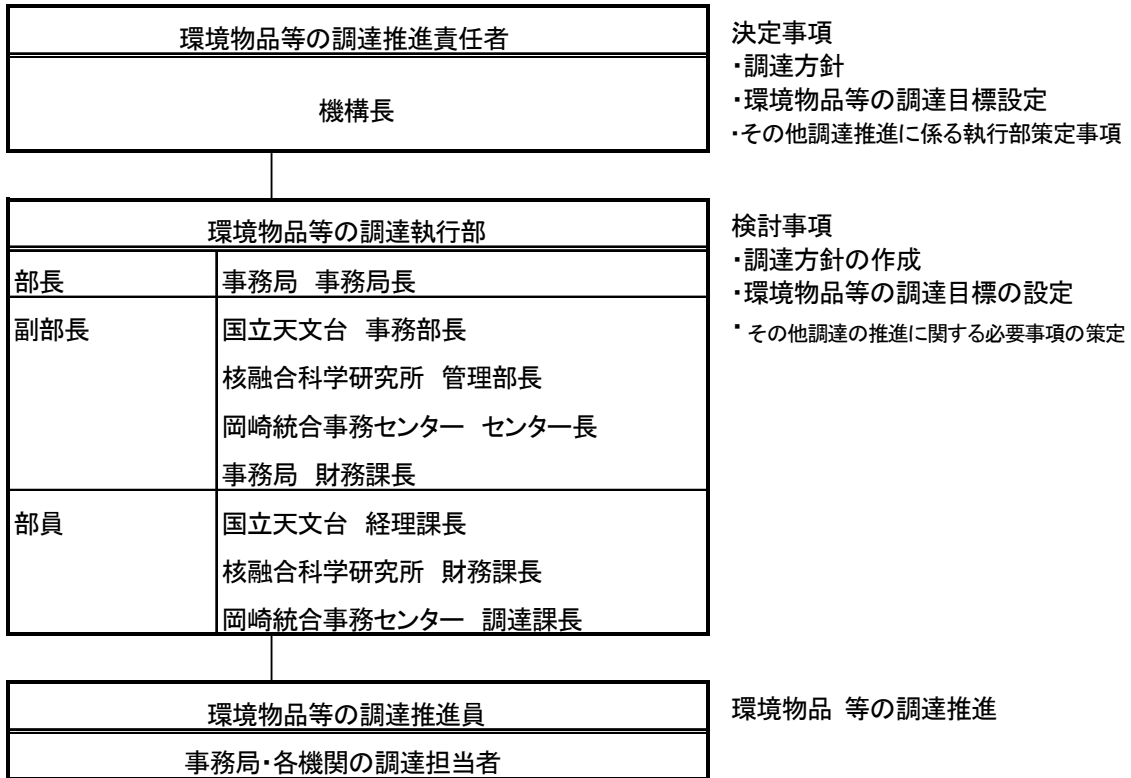 環境物品等の調達推進責任者
機構長
決定事項
・調達方針
・環境物品等の調達目標設定
・その他調達推進に係る執行部策定事項
環境物品等の調達執行部
部長 事務局 事務局長
副部長 国立天文台 事務部長
核融合科学研究所 管理部長
岡崎統合事務センター センター長
事務局 財務課長
部員 国立天文台 経理課長
核融合科学研究所 財務課長
岡崎統合事務センター 調達課長
検討事項
・調達方針の作成
・環境物品等の調達目標の設定
・その他調達の推進に関する必要事項の策定
環境物品等の調達推進員
事務局・各機関の調達担当者
環境物品 等の調達推進